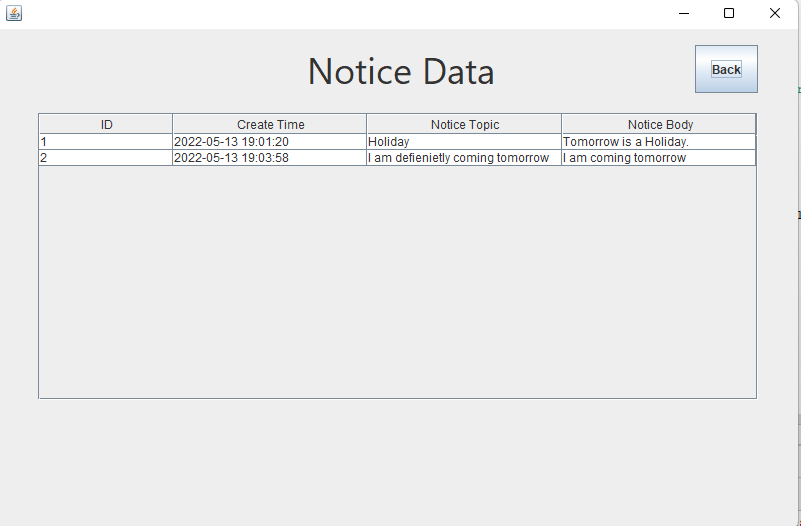 Notice Data
Back
ID Create Time Notice Topic Notice Body
1 2022-05-13 19:01:20 Holiday Tomorrow is a Holiday.
2 2022-05-13 19:03:58 I am defienietly coming tomorrow I am coming tomorrow